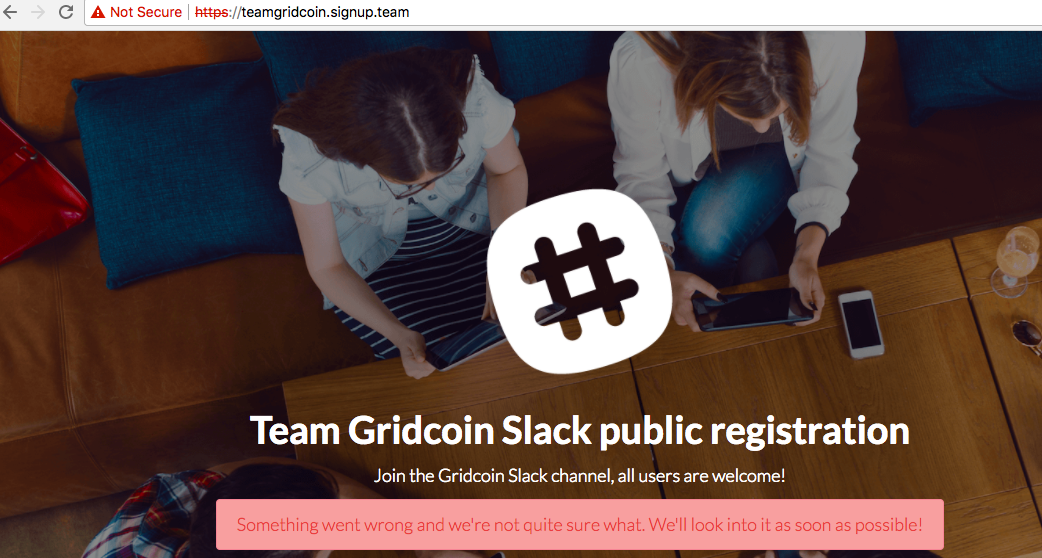 Not Secure https://teamgridcoin.signup.team
Team Gridcoin Slack public registration
Join the Gridcoin Slack channel, all users are welcome!
Something went wrong and we're not quite sure what. We'll look into it as soon as possible!